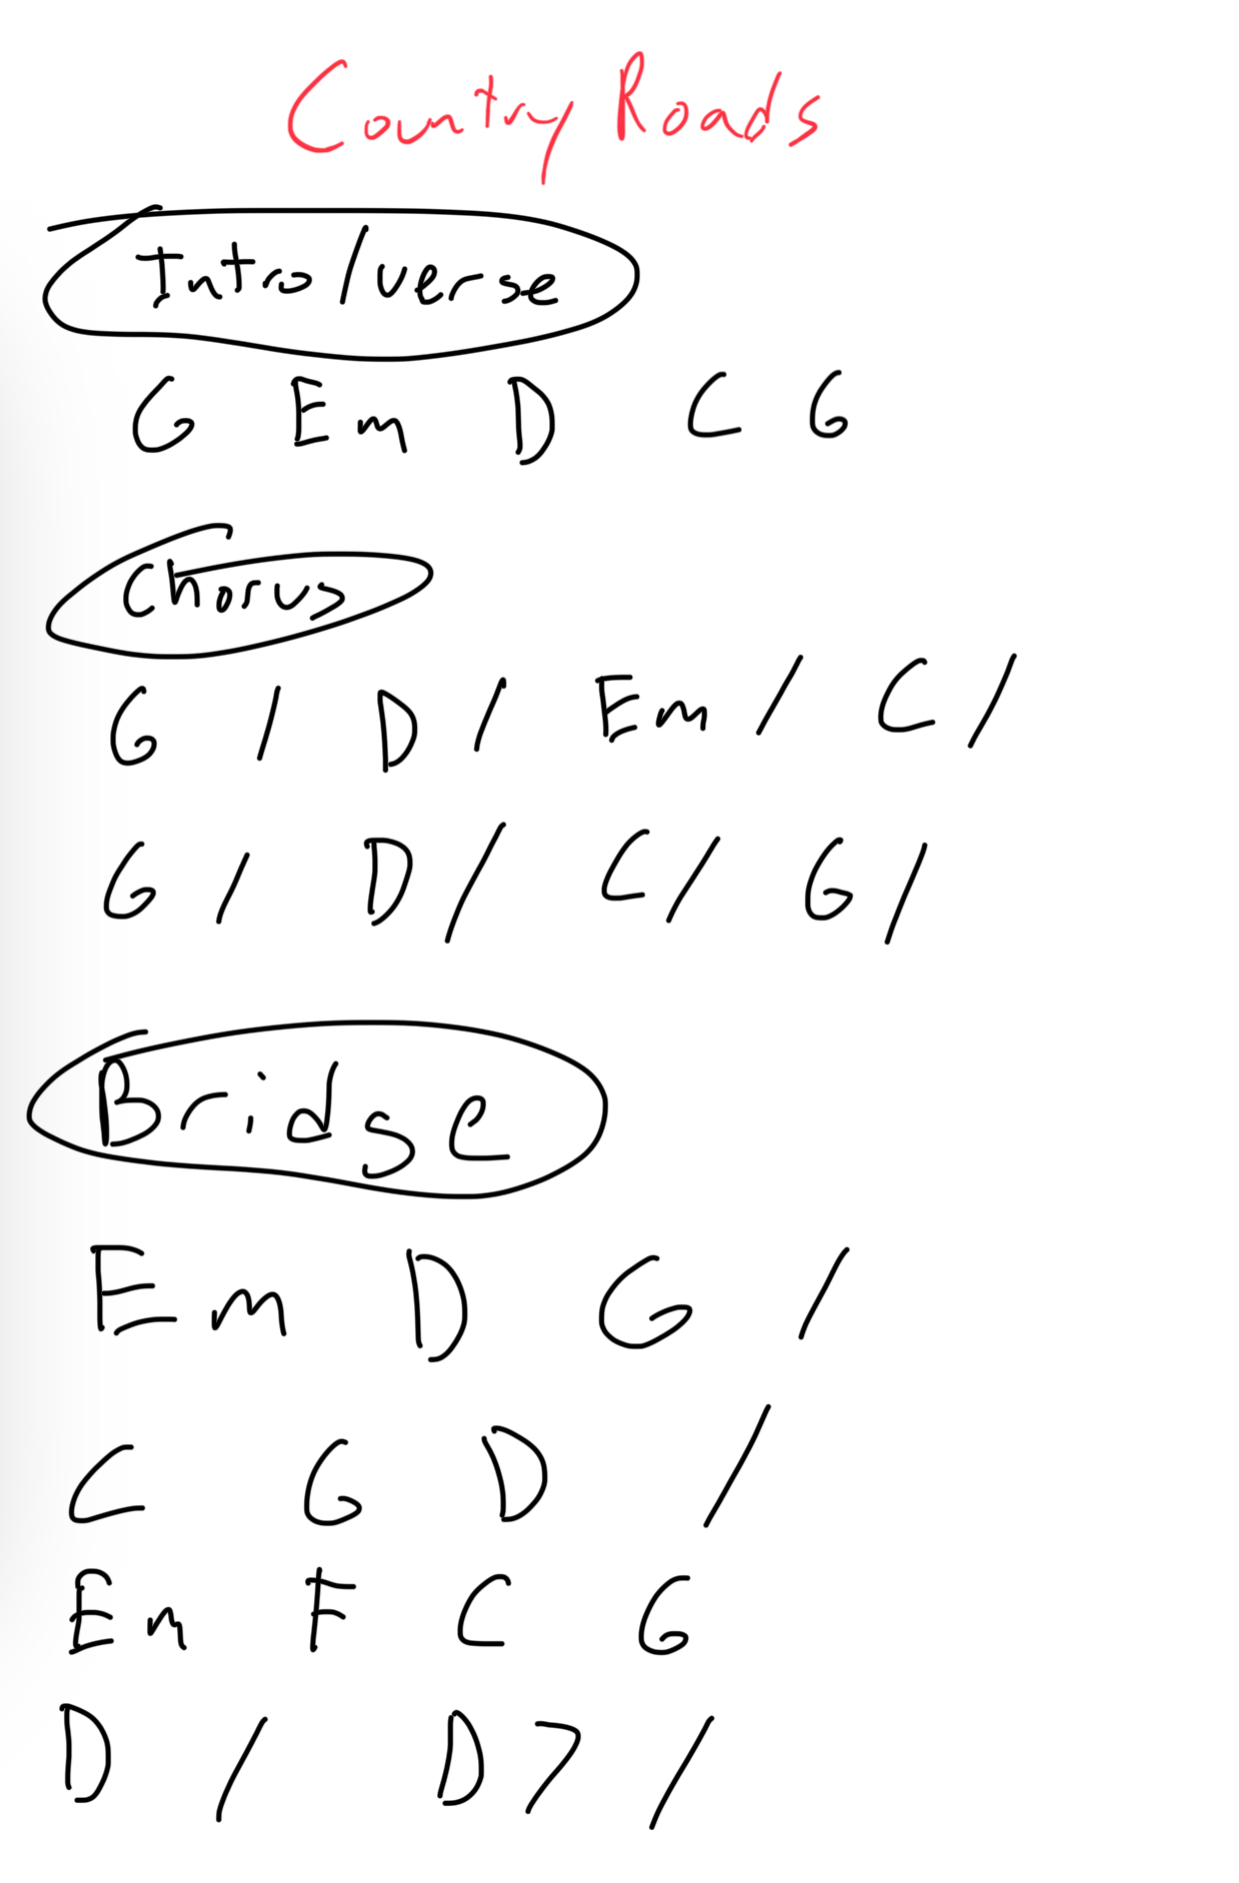 Country Roads
Intro/verse
G Em D C G
Chorus
G / D / Em / C /
G / D / C / G /
Bridge
Em D G /
C G D /
Em F C G
D / D7 /